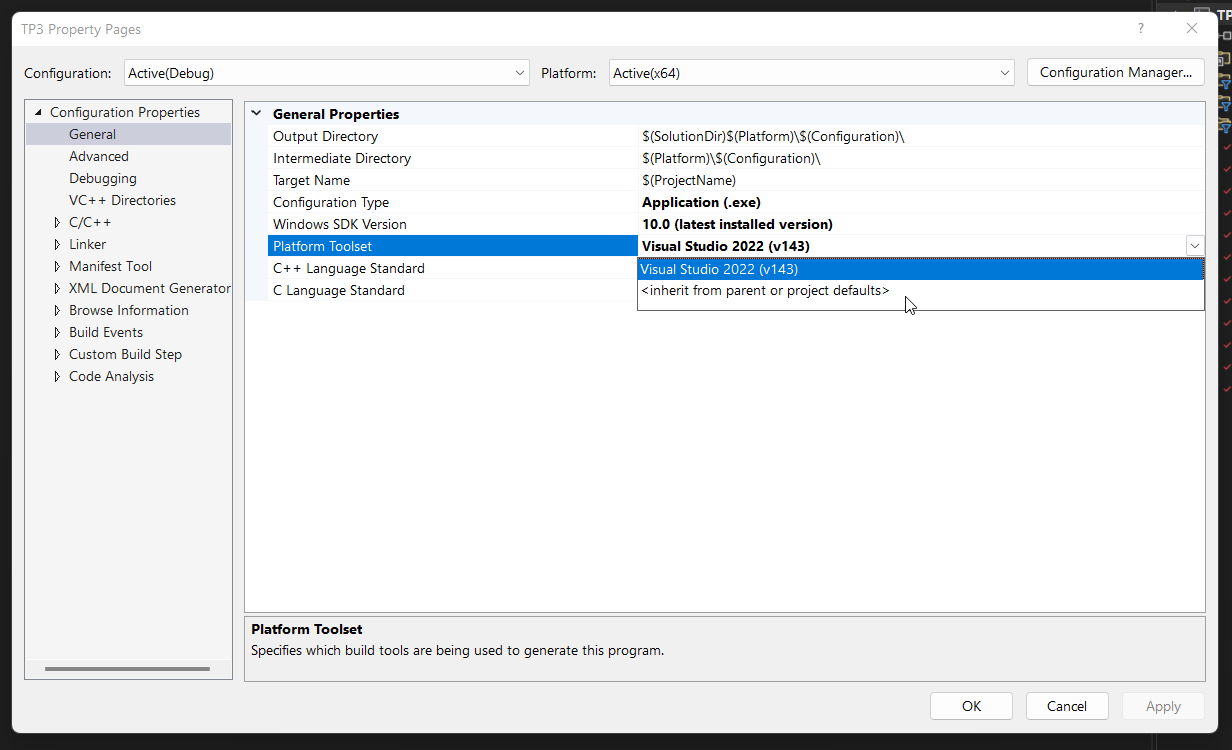 TP3 Property Pages
?
TP
Configuration:
Active(Debug)
Platform:
Active(x64)
Configuration Manager...
Configuration Properties
General
Advanced
Debugging
VC++ Directories
C/C++
Linker
Manifest Tool
XML Document Generator
Browse Information
Build Events
Custom Build Step
Code Analysis
General Properties
Output Directory $(SolutionDir)$(Platform)\$(Configuration)\
Intermediate Directory $(Platform)\$(Configuration)\
Target Name $(ProjectName)
Configuration Type Application (.exe)
Windows SDK Version 10.0 (latest installed version)
Platform Toolset Visual Studio 2022 (v143)
C++ Language Standard Visual Studio 2022 (v143)
C Language Standard <inherit from parent or project defaults>
Platform Toolset
Specifies which build tools are being used to generate this program.
OK
Cancel
Apply